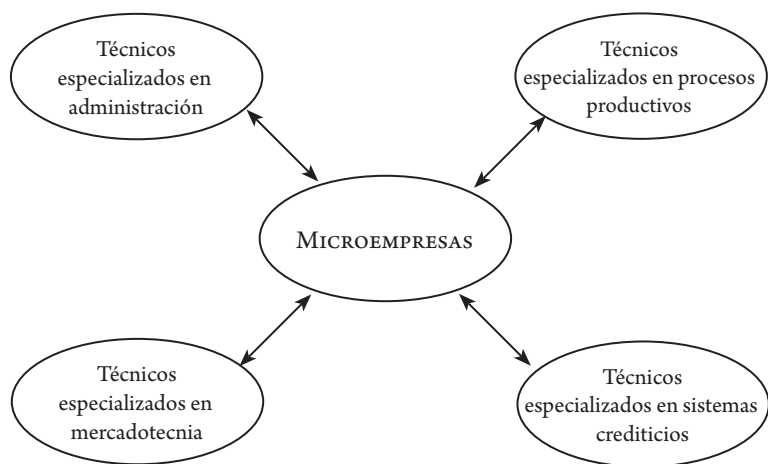 Técnicos
especializados en
administración
Técnicos
especializados en procesos
productivos
Microempresas
Técnicos
especializados en
mercadotecnia
Técnicos
especializados en sistemas
crediticios